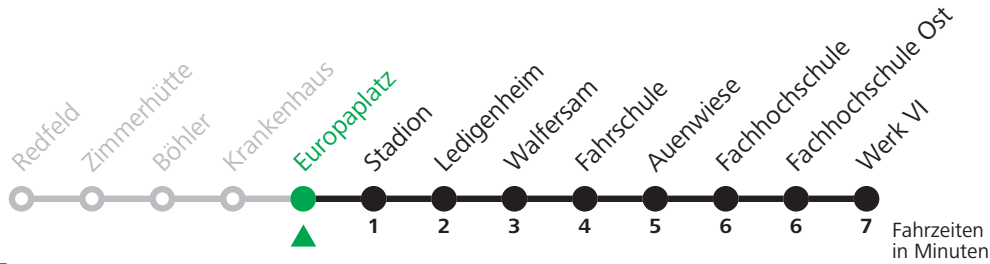 Redfeld
Zimmerhütte
Böhler
Krankenhaus
Europaplatz
Stadion
Ledigenheim
Walfersam
Fahrschule
Auenwiese
Fachhochschule
Fachhochschule Ost
Werk VI
1 2 3 4 5 6 6 7
Fahrzeiten
in Minuten